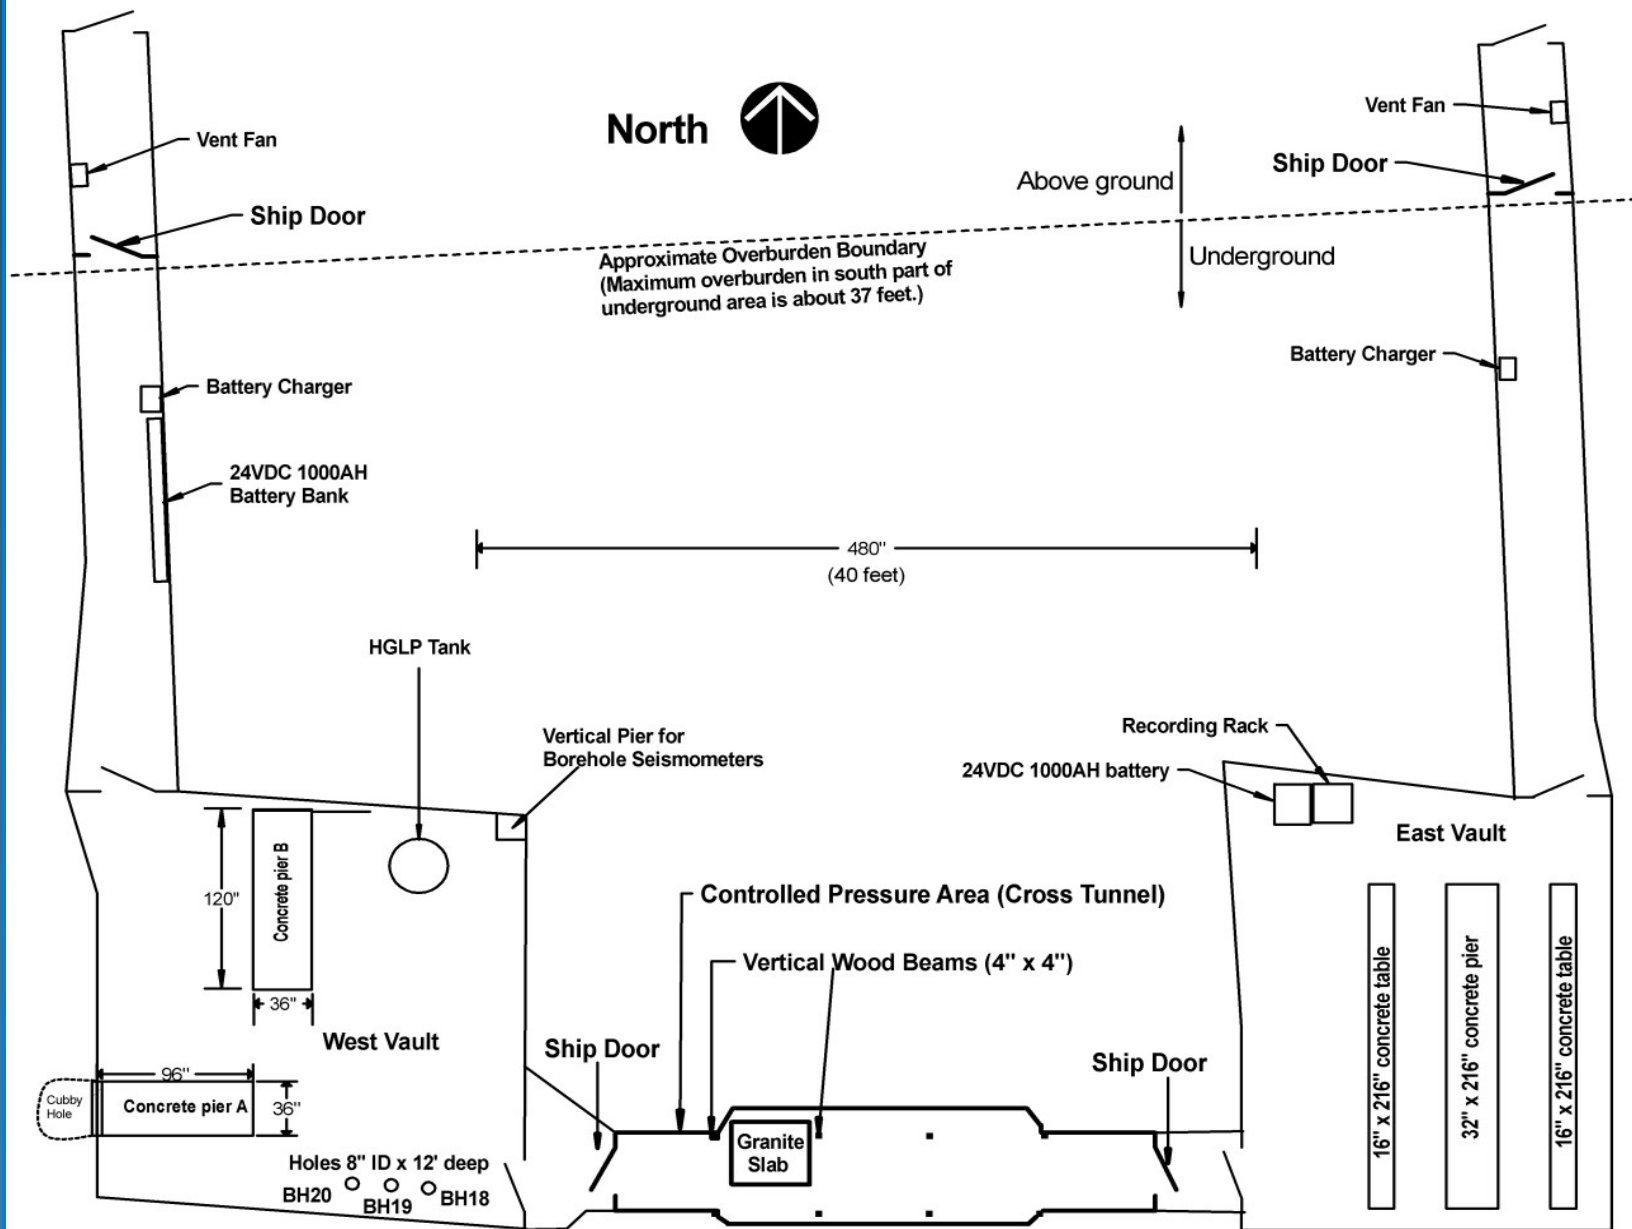 Vent Fan
North
Vent Fan
Ship Door
Above ground
Ship Door
Approximate Overburden Boundary
(Maximum overburden in south part of
underground area is about 37 feet.)
Underground
Battery Charger
Battery Charger
24VDC 1000AH
Battery Bank
480"
(40 feet)
HGLP Tank
Vertical Pier for
Borehole Seismometers
Recording Rack
24VDC 1000AH battery
East Vault
Concrete pier B
120"
36"
Controlled Pressure Area (Cross Tunnel)
Vertical Wood Beams (4" x 4")
West Vault
Ship Door
Ship Door
16" x 216" concrete table
32" x 216" concrete pier
16" x 216" concrete table
96"
Cubby
Hole
Concrete pier A
36"
Granite
Slab
Holes 8" ID x 12' deep
BH20
BH19
BH18